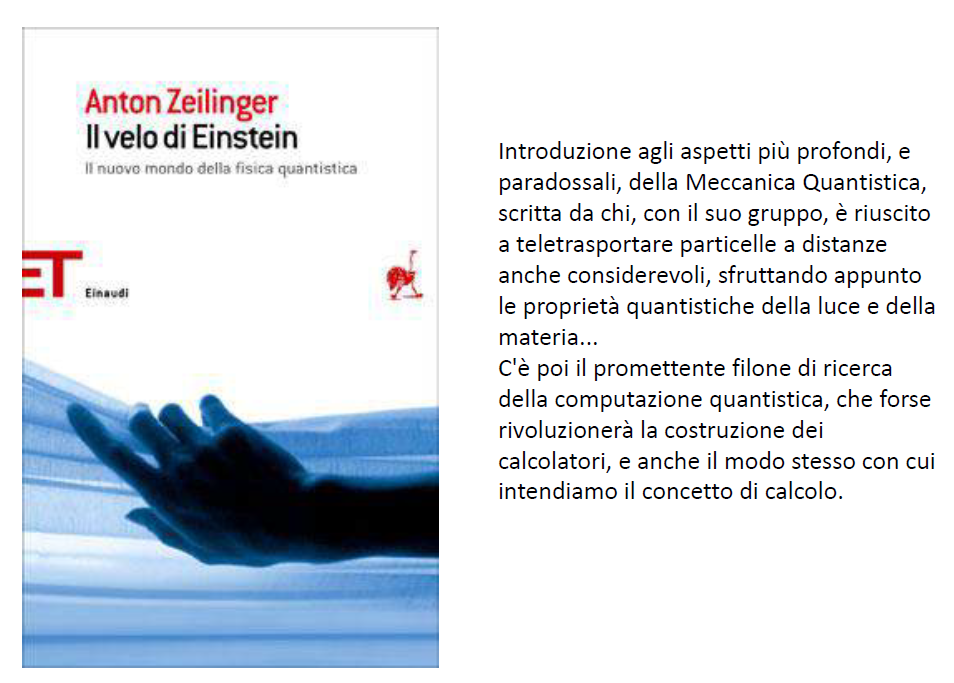 Anton Zeilinger
Il velo di Einstein
Il nuovo mondo della fisica quantistica
ET
Einaudi
Introduzione agli aspetti più profondi, e
paradossali, della Meccanica Quantistica,
scritta da chi, con il suo gruppo, è riuscito
a teletrasportare particelle a distanze
anche considerevoli, sfruttando appunto
le proprietà quantistiche della luce e della
materia...
C'è poi il promettente filone di ricerca
della computazione quantistica, che forse
rivoluzionerà la costruzione dei
calcolatori, e anche il modo stesso con cui
intendiamo il concetto di calcolo.